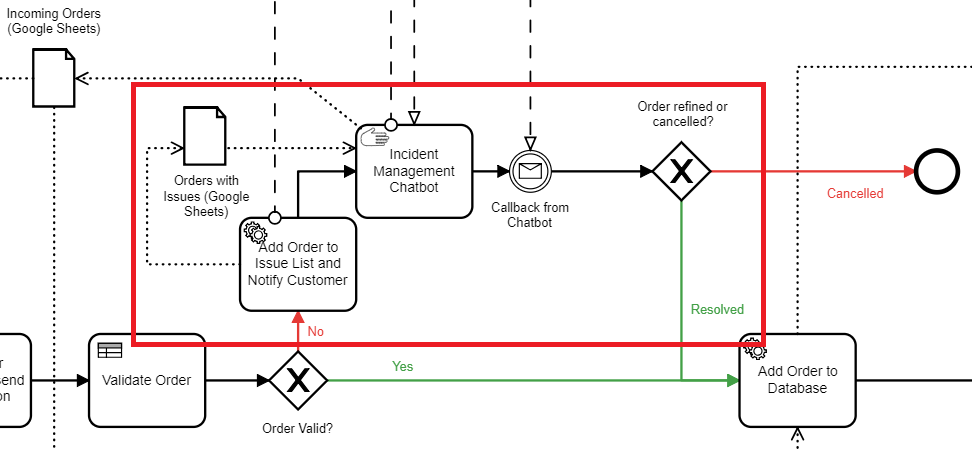 Incoming Orders
(Google Sheets)
Order refined or
cancelled?
Incident
Management
Chatbot
Orders with
Issues (Google
Sheets)
Cancelled
Callback from
Chatbot
Add Order to
Issue List and
Notify Customer
Resolved
No
r
send
on
Validate Order
Yes
Add Order to
Database
Order Valid?